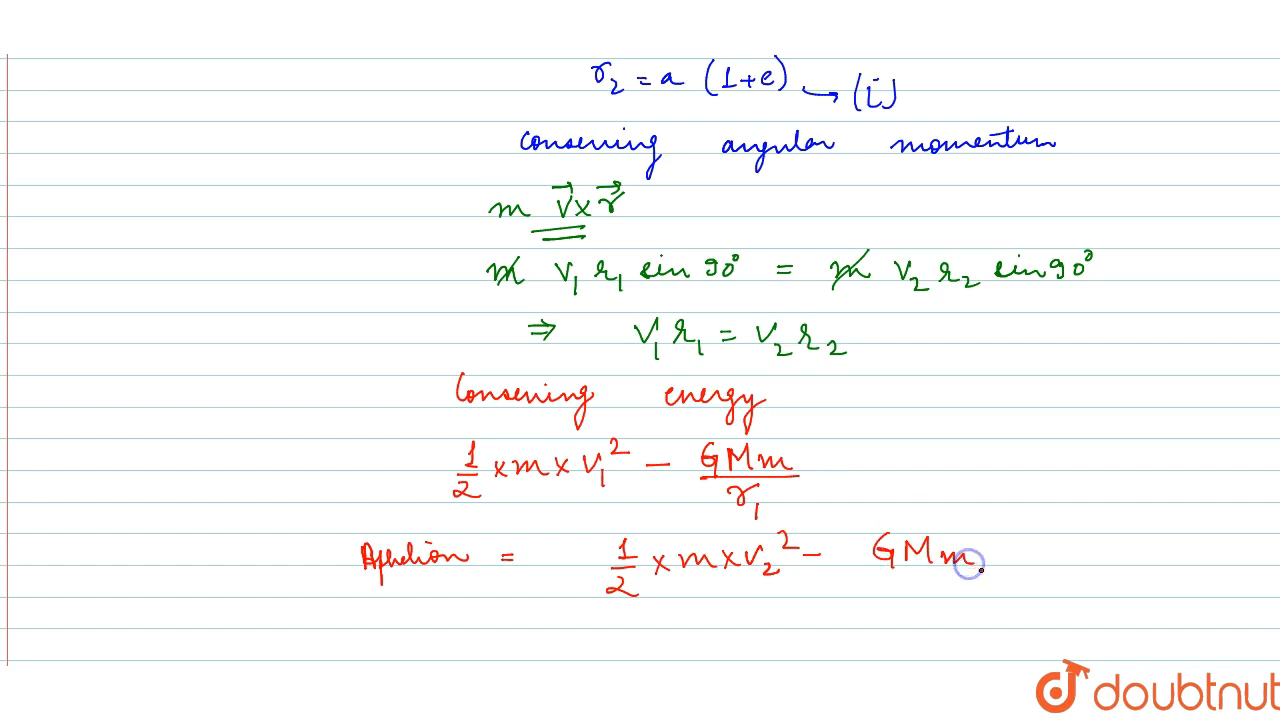 r₂ = a (1+e) → (i)
Conserving angular momentum
m v⃗ × r⃗
m v₁ r₁ sin 90° = m v₂ r₂ sin 90°
⇒ v₁ r₁ = v₂ r₂
Conserving energy
1/2 × m × v₁² − GMm/r₁
Aphelion = 1/2 × m × v₂² − GMm
doubtnut